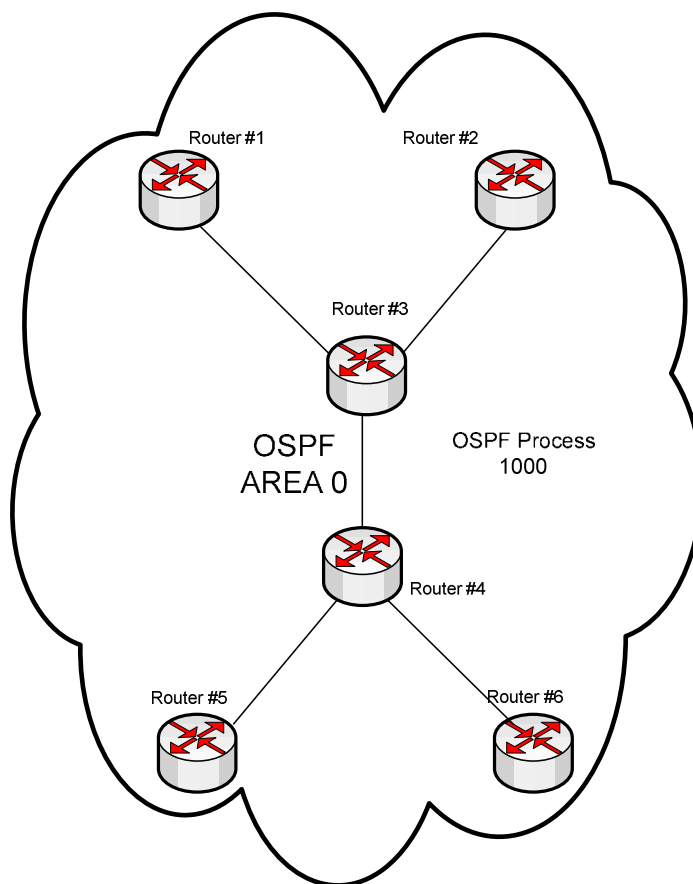 Router #1
Router #2
Router #3
OSPF
AREA 0
OSPF Process
1000
Router #4
Router #5
Router #6